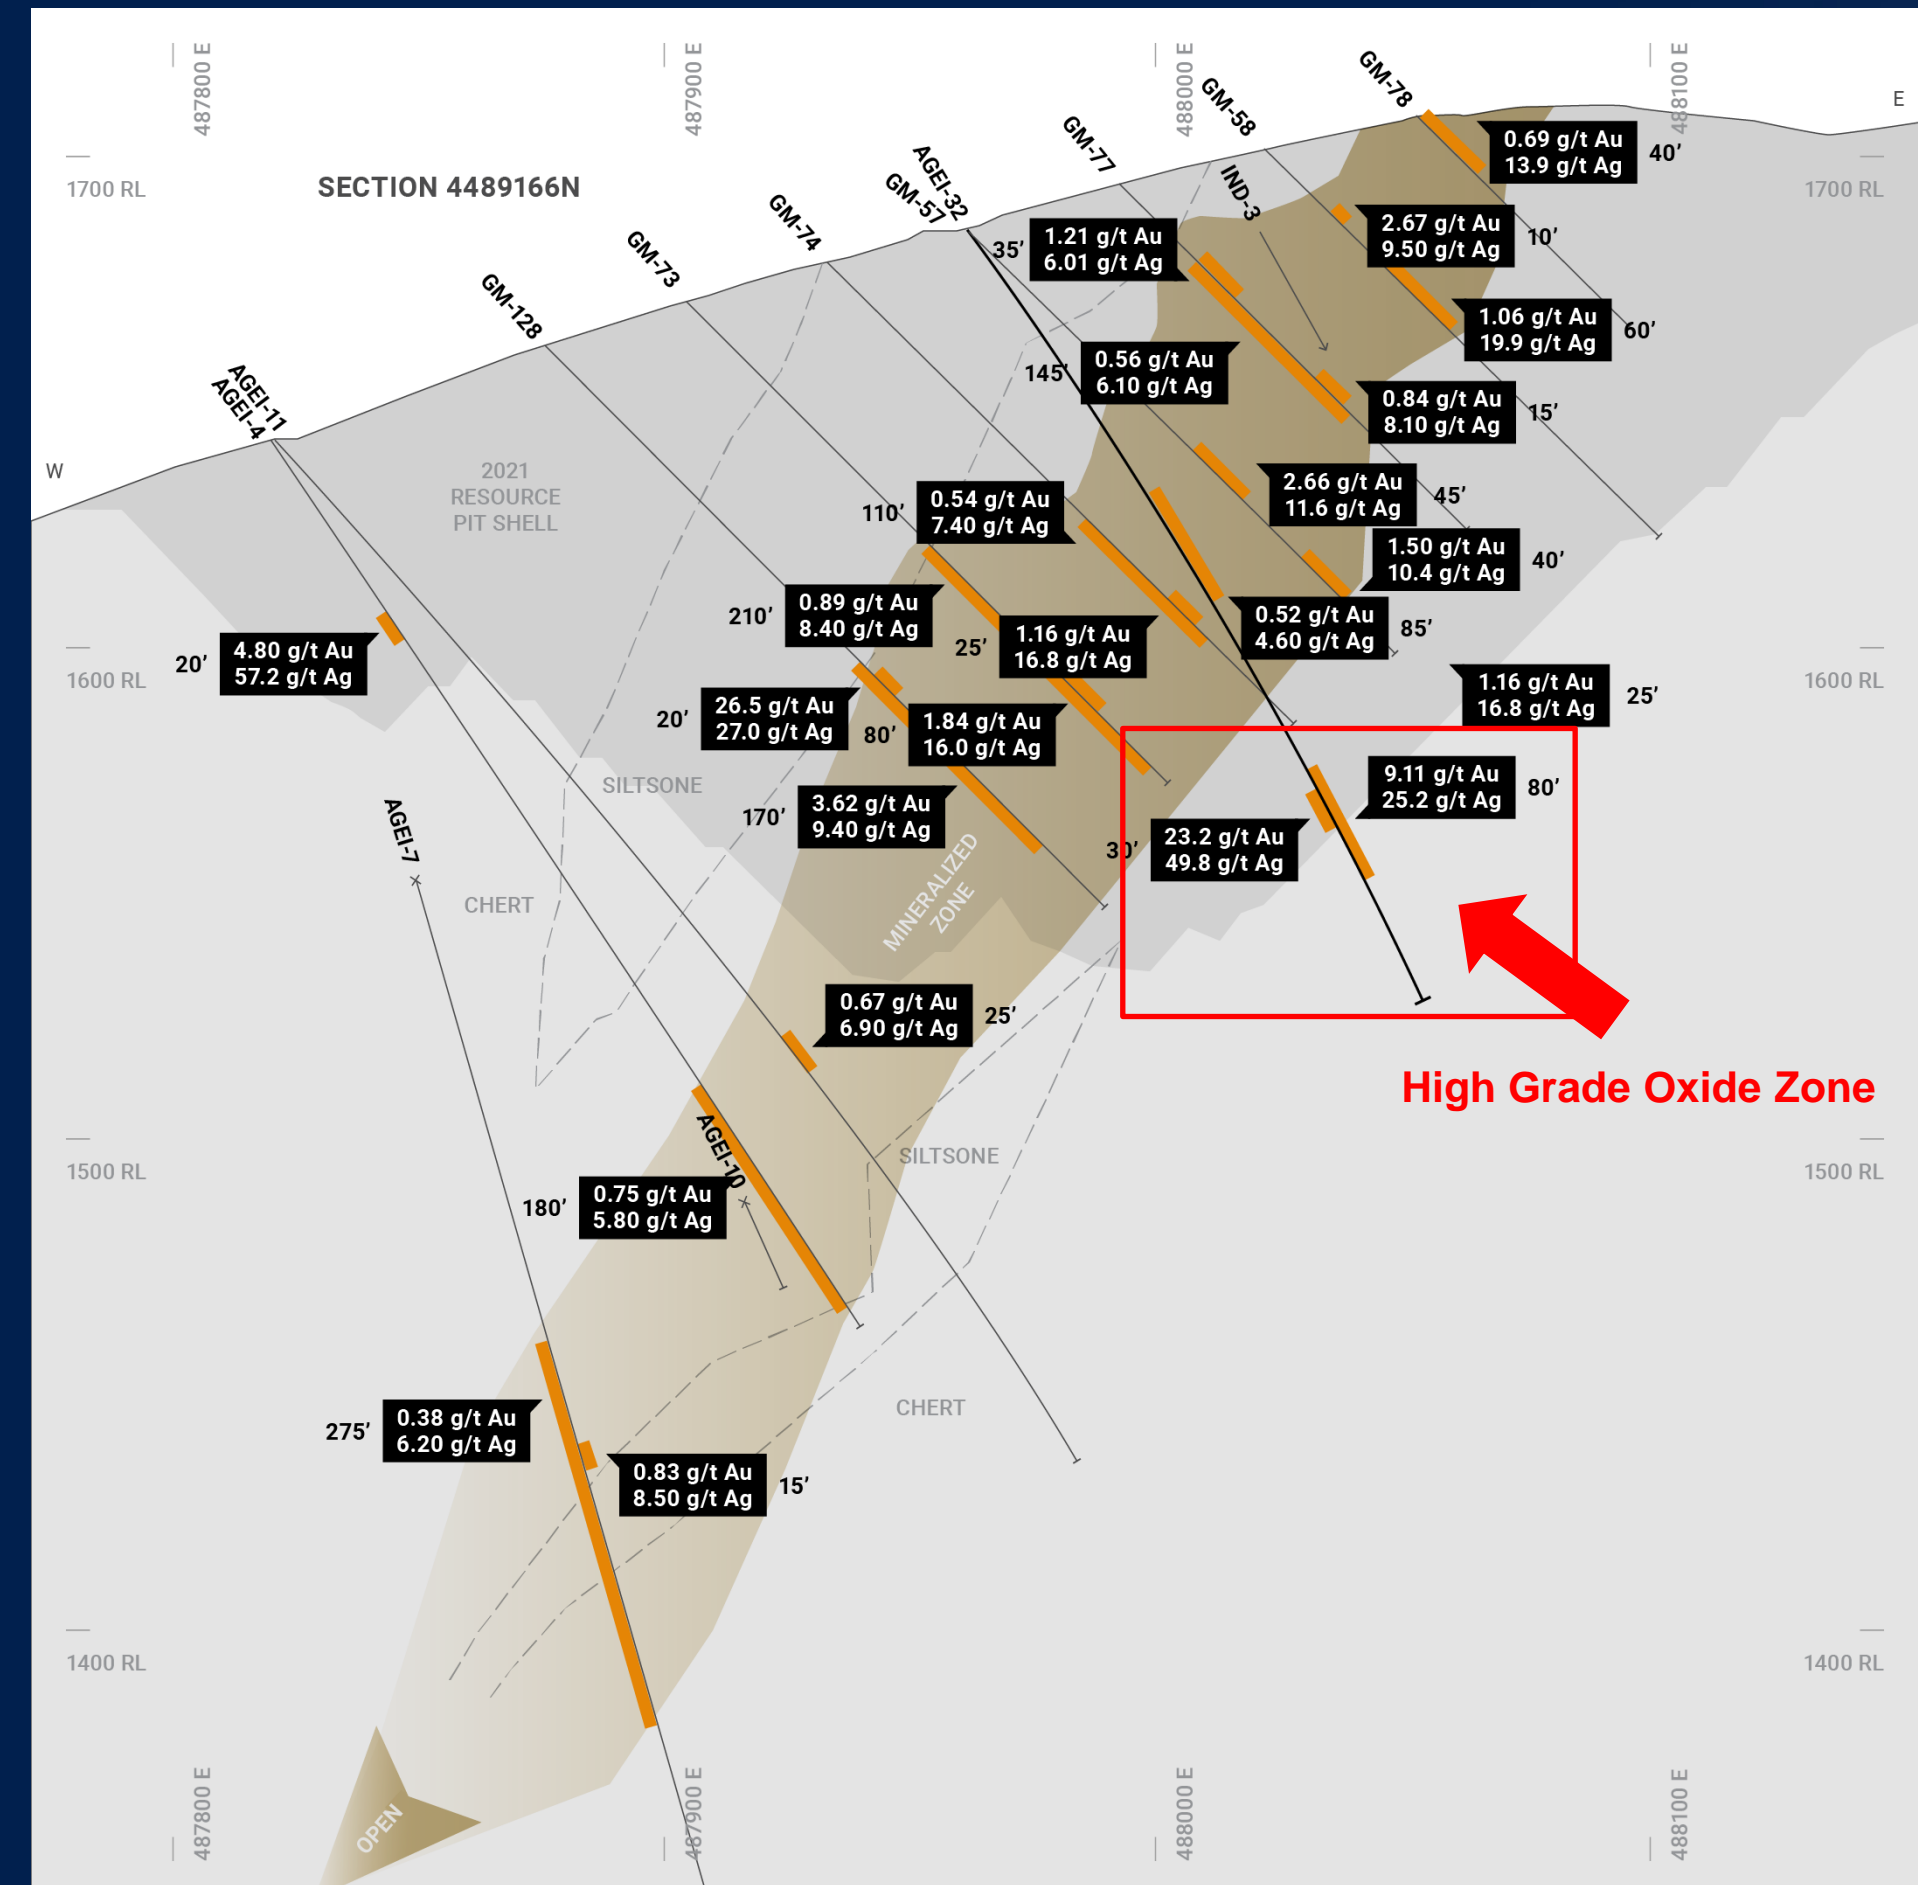 487800 E
487900 E
488000 E
488100 E
W
E
1700 RL
1700 RL
SECTION 4489166N
AGEI-4
AGEI-11
GM-128
GM-73
GM-74
GM-57
AGEI-32
GM-77
GM-58
IND-3
GM-78
0.69 g/t Au
13.9 g/t Ag
40’
2.67 g/t Au
9.50 g/t Ag
10’
35’
1.21 g/t Au
6.01 g/t Ag
1.06 g/t Au
19.9 g/t Ag
60’
145’
0.56 g/t Au
6.10 g/t Ag
0.84 g/t Au
8.10 g/t Ag
15’
2021
RESOURCE
PIT SHELL
2.66 g/t Au
11.6 g/t Ag
45’
110’
0.54 g/t Au
7.40 g/t Ag
1.50 g/t Au
10.4 g/t Ag
40’
210’
0.89 g/t Au
8.40 g/t Ag
0.52 g/t Au
4.60 g/t Ag
85’
25’
1.16 g/t Au
16.8 g/t Ag
20’
4.80 g/t Au
57.2 g/t Ag
1600 RL
1600 RL
1.16 g/t Au
16.8 g/t Ag
25’
20’
26.5 g/t Au
27.0 g/t Ag
80’
1.84 g/t Au
16.0 g/t Ag
SILTSONE
9.11 g/t Au
25.2 g/t Ag
80’
170’
3.62 g/t Au
9.40 g/t Ag
30’
23.2 g/t Au
49.8 g/t Ag
AGEI-7
MINERALIZED
ZONE
CHERT
0.67 g/t Au
6.90 g/t Ag
25’
High Grade Oxide Zone
AGEI-10
SILTSONE
1500 RL
1500 RL
180’
0.75 g/t Au
5.80 g/t Ag
CHERT
275’
0.38 g/t Au
6.20 g/t Ag
0.83 g/t Au
8.50 g/t Ag
15’
1400 RL
1400 RL
OPEN
487800 E
487900 E
488000 E
488100 E